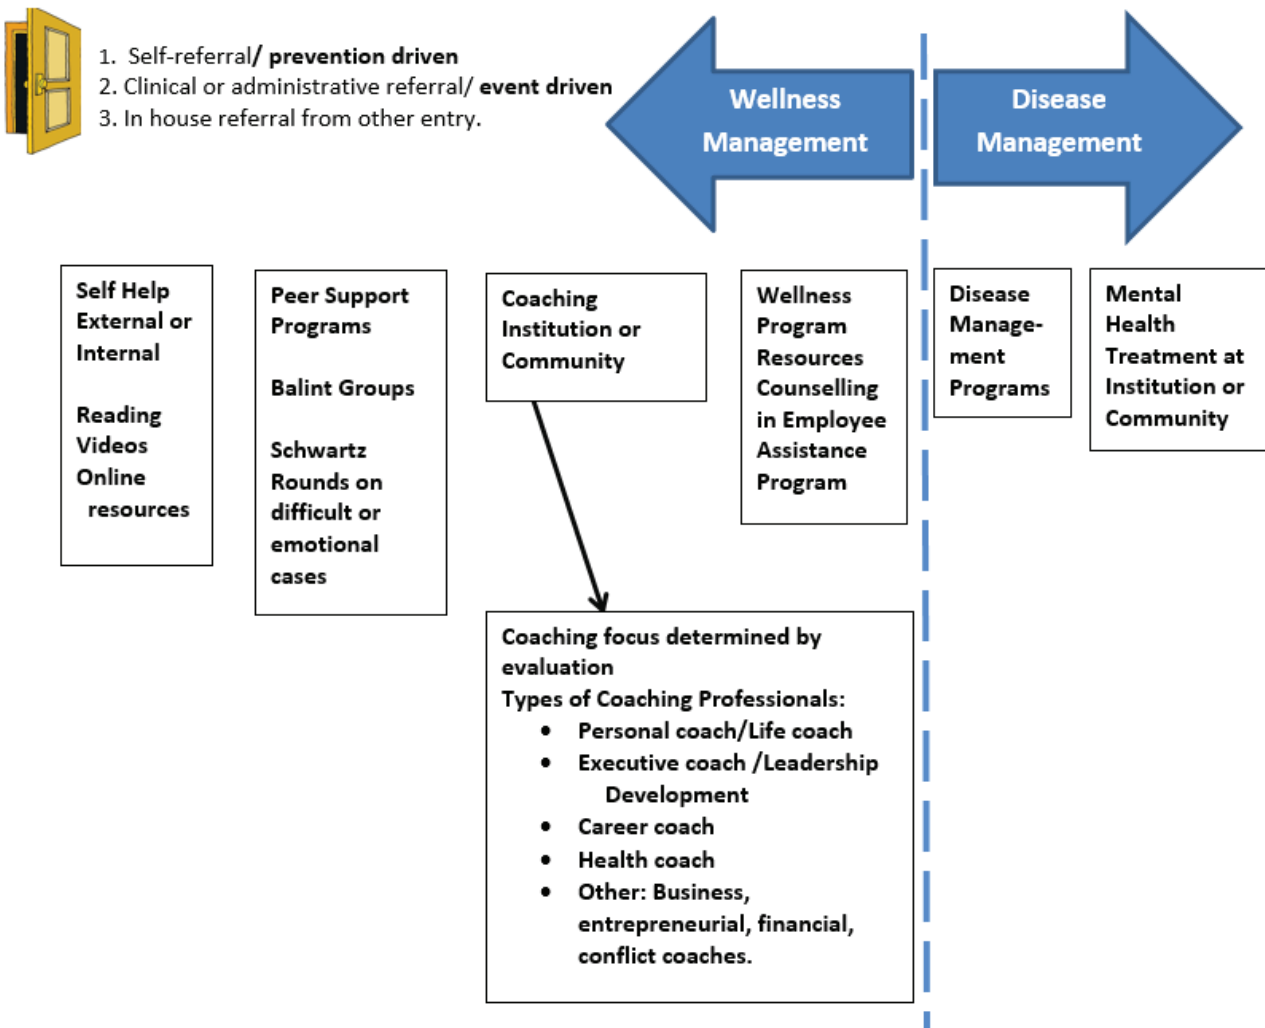 1. Self-referral/ prevention driven
2. Clinical or administrative referral/ event driven
3. In house referral from other entry.
Wellness
Management
Disease
Management
Self Help
External or
Internal
Reading
Videos
Online
resources
Peer Support
Programs
Balint Groups
Schwartz
Rounds on
difficult or
emotional
cases
Coaching
Institution or
Community
Wellness
Program
Resources
Counselling
in Employee
Assistance
Program
Disease
Manage-
ment
Programs
Mental
Health
Treatment at
Institution or
Community
Coaching focus determined by
evaluation
Types of Coaching Professionals:
• Personal coach/Life coach
• Executive coach /Leadership
Development
• Career coach
• Health coach
• Other: Business,
entrepreneurial, financial,
conflict coaches.